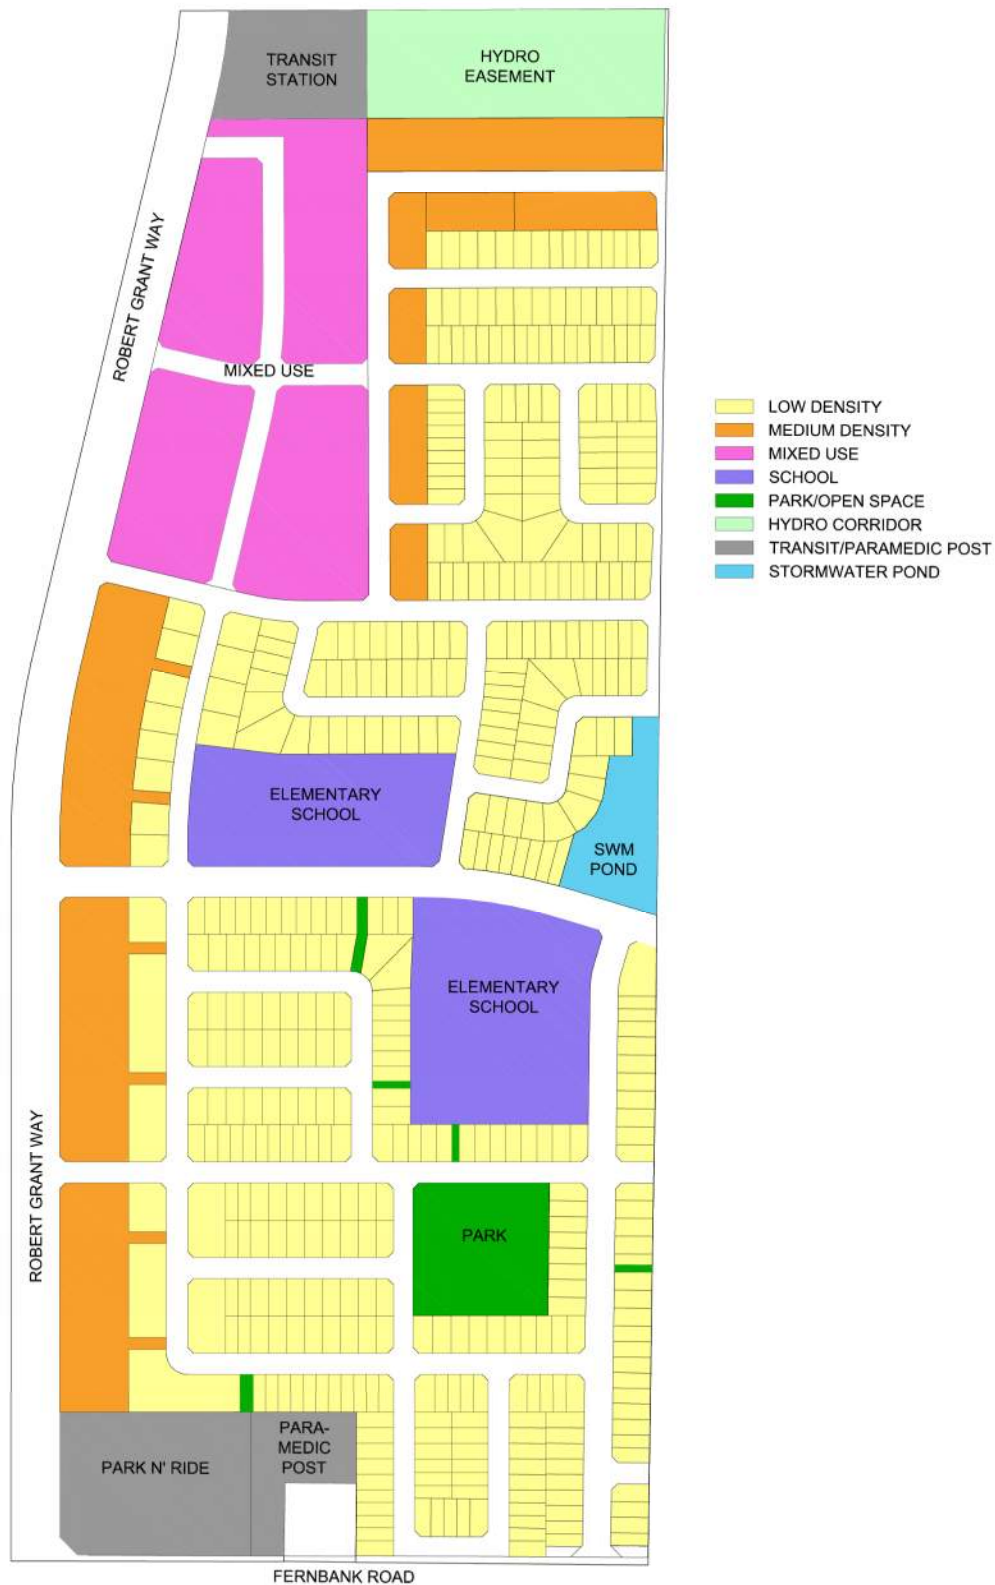 TRANSIT
STATION
HYDRO
EASEMENT
ROBERT GRANT WAY
MIXED USE
LOW DENSITY
MEDIUM DENSITY
MIXED USE
SCHOOL
PARK/OPEN SPACE
HYDRO CORRIDOR
TRANSIT/PARAMEDIC POST
STORMWATER POND
ELEMENTARY
SCHOOL
SWM
POND
ELEMENTARY
SCHOOL
ROBERT GRANT WAY
PARK
PARK N' RIDE
PARA-
MEDIC
POST
FERNBANK ROAD